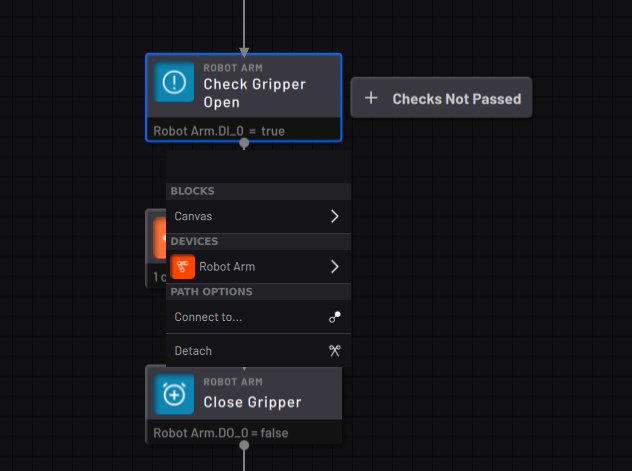 ROBOT ARM
Check Gripper
Open
Robot Arm.DI_0 = true
+ Checks Not Passed
BLOCKS
Canvas
DEVICES
Robot Arm
PATH OPTIONS
Connect to...
Detach
ROBOT ARM
Close Gripper
Robot Arm.DO_0 = false